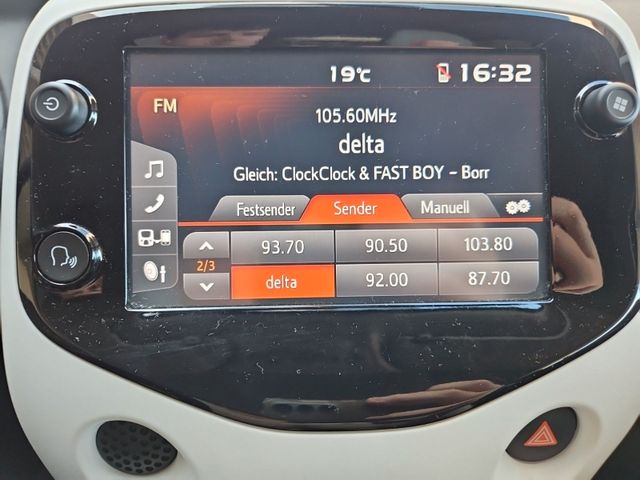 19°C 16:32
FM
105.60MHz
delta
Gleich: ClockClock & FAST BOY - Borr
Festsender Sender Manuell
93.70 90.50 103.80
2/3
delta 92.00 87.70